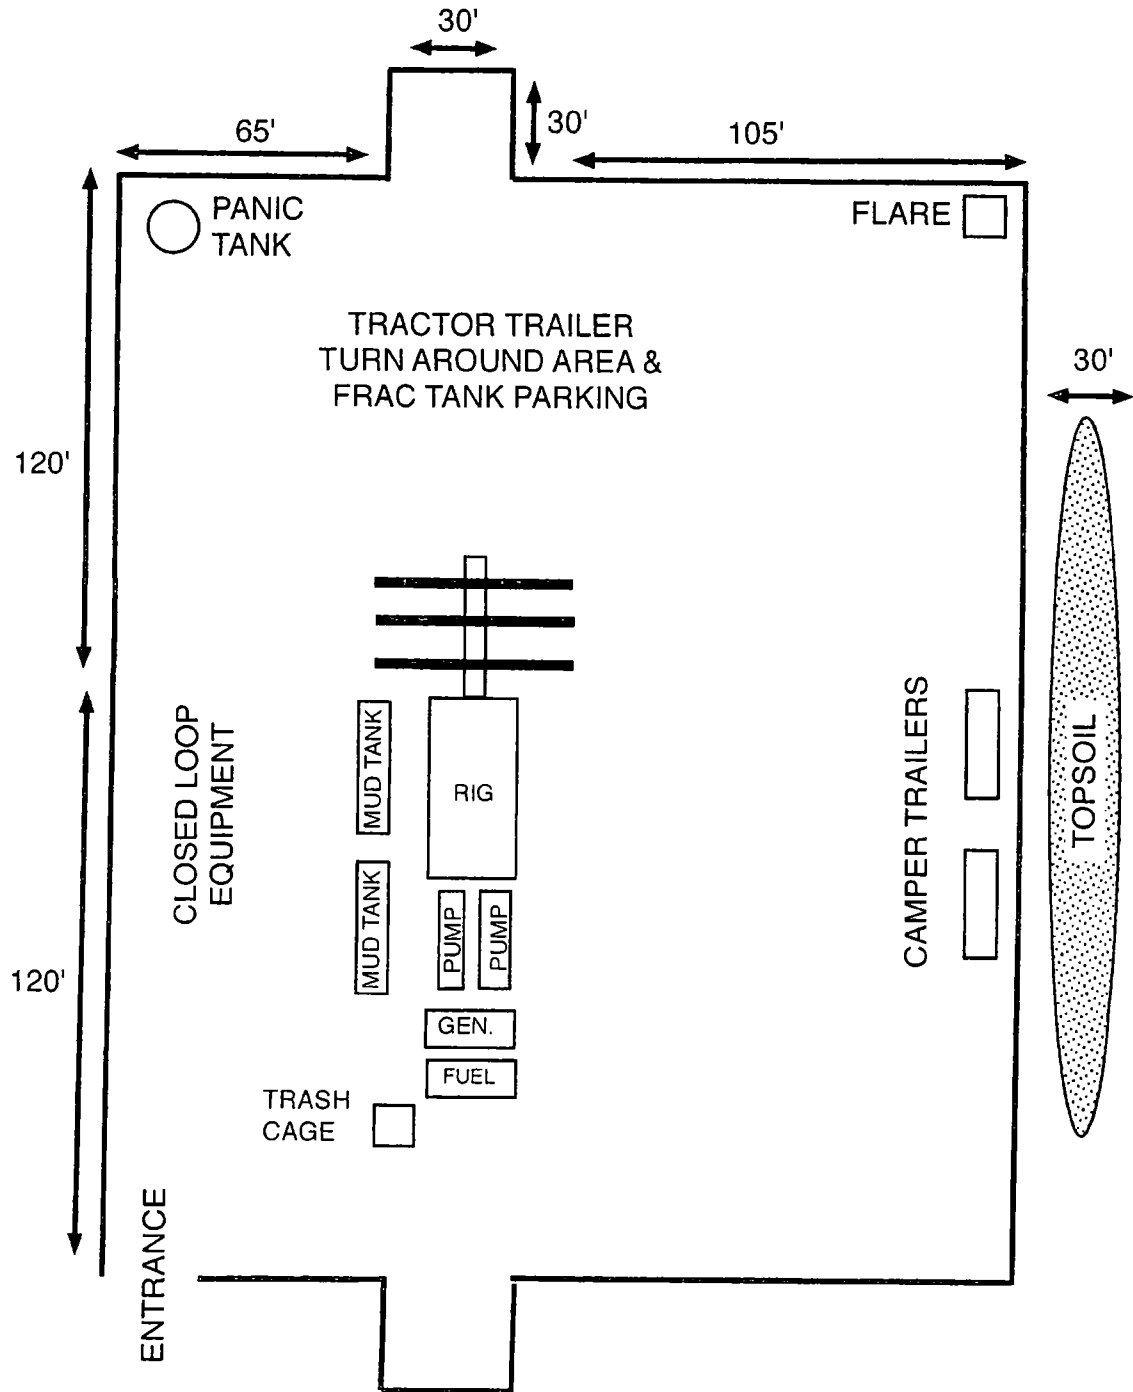 30'
65'
30'
105'
PANIC
TANK
FLARE
TRACTOR TRAILER
TURN AROUND AREA &
FRAC TANK PARKING
30'
120'
CLOSED LOOP
EQUIPMENT
MUD TANK
RIG
CAMPER TRAILERS
TOPSOIL
MUD TANK
PUMP
PUMP
120'
GEN.
FUEL
TRASH
CAGE
ENTRANCE